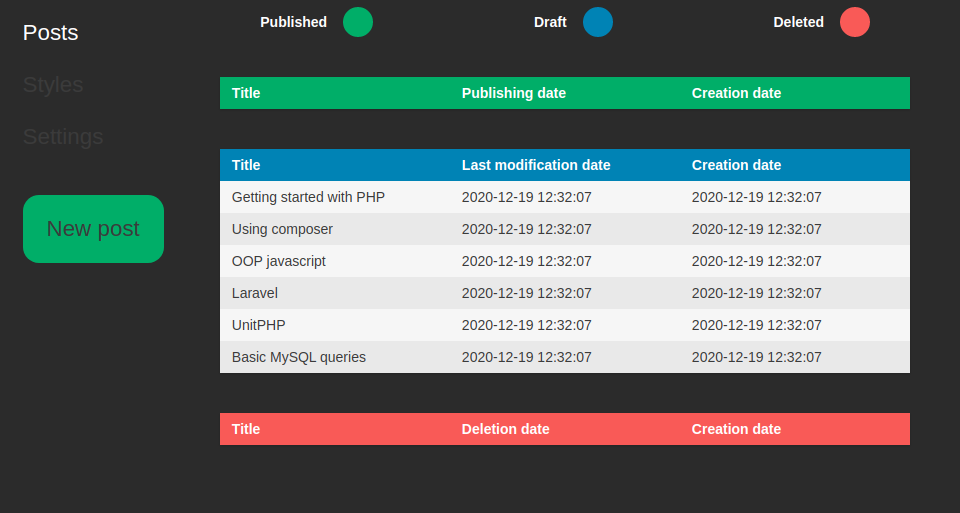 Posts
Styles
Settings
New post
Published Draft Deleted
Title Publishing date Creation date
Title Last modification date Creation date
Getting started with PHP 2020-12-19 12:32:07 2020-12-19 12:32:07
Using composer 2020-12-19 12:32:07 2020-12-19 12:32:07
OOP javascript 2020-12-19 12:32:07 2020-12-19 12:32:07
Laravel 2020-12-19 12:32:07 2020-12-19 12:32:07
UnitPHP 2020-12-19 12:32:07 2020-12-19 12:32:07
Basic MySQL queries 2020-12-19 12:32:07 2020-12-19 12:32:07
Title Deletion date Creation date